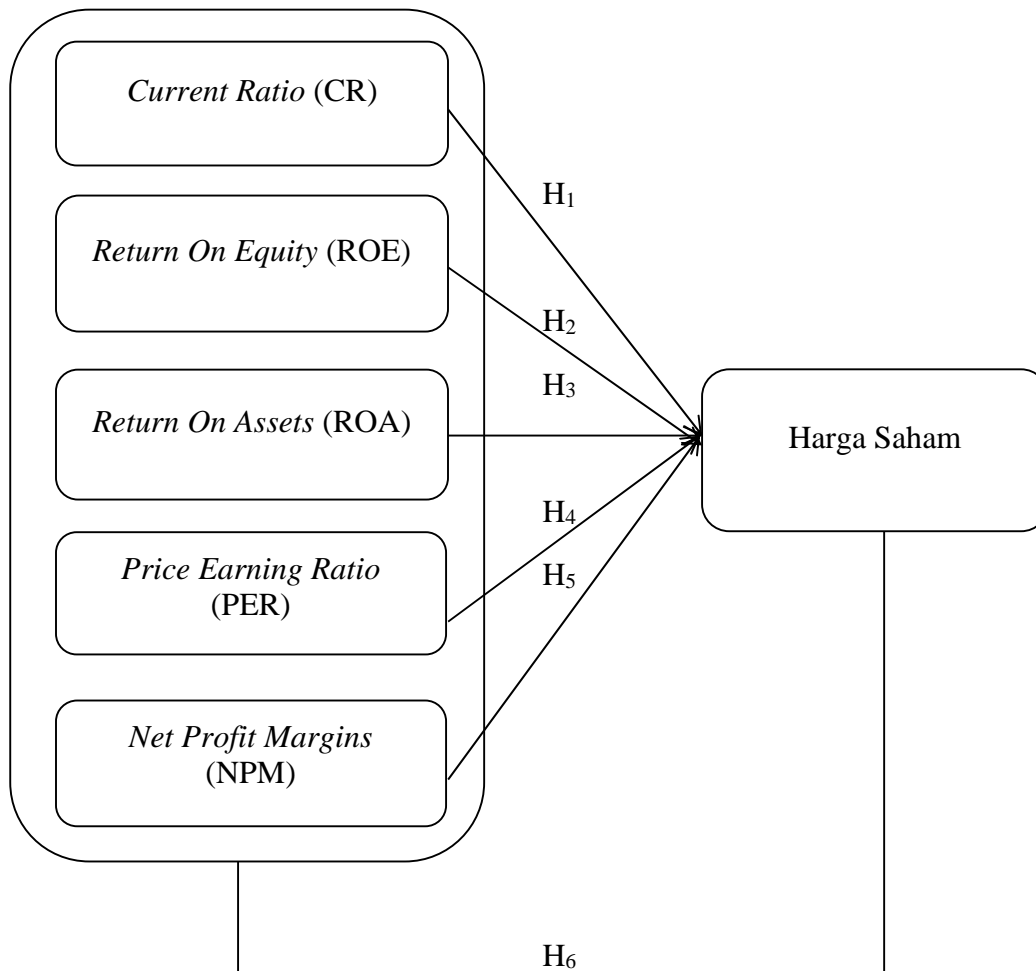 Current Ratio (CR)
H₁
Return On Equity (ROE)
H₂
H₃
Return On Assets (ROA)
Harga Saham
H₄
Price Earning Ratio
(PER)
H₅
Net Profit Margins
(NPM)
H₆